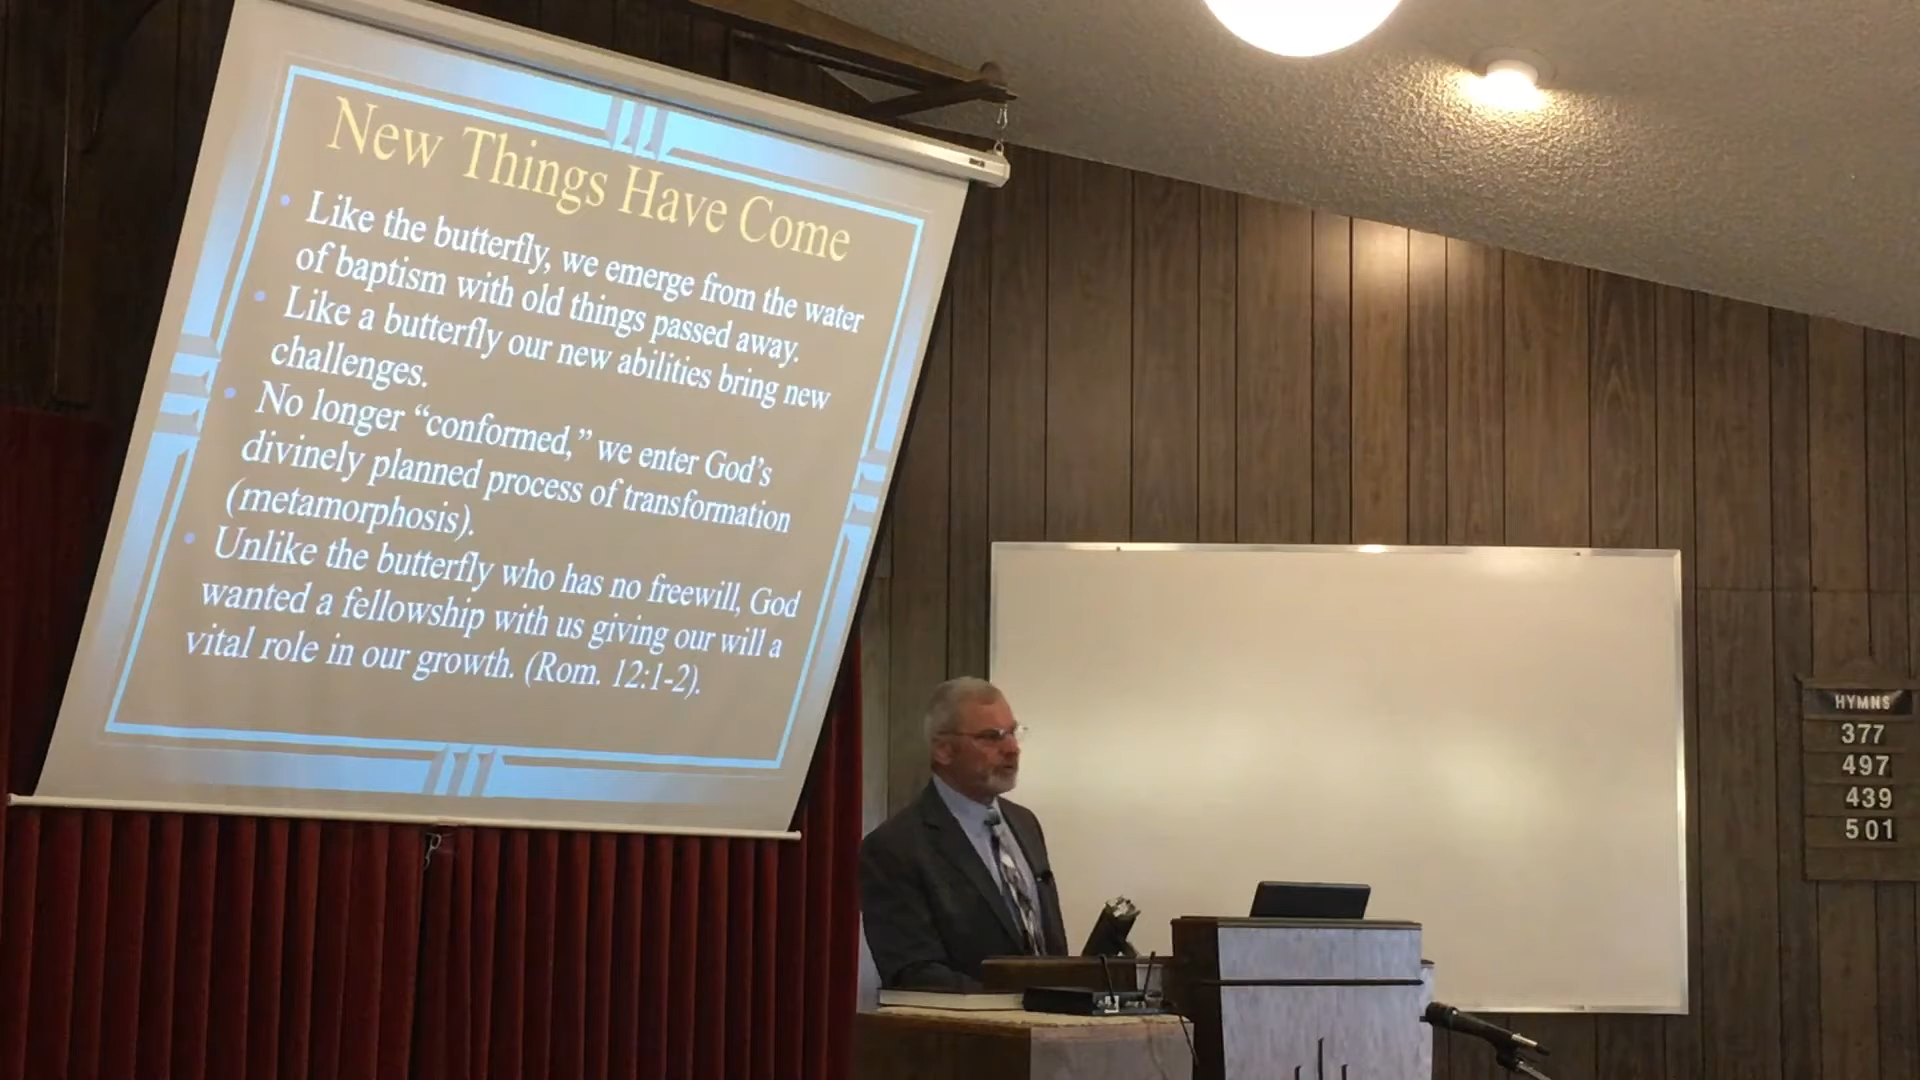 New Things Have Come
• Like the butterfly, we emerge from the water
of baptism with old things passed away.
• Like a butterfly our new abilities bring new
challenges.
• No longer “conformed,” we enter God’s
divinely planned process of transformation
(metamorphosis).
• Unlike the butterfly who has no freewill, God
wanted a fellowship with us giving our will a
vital role in our growth. (Rom. 12:1-2).
HYMNS
377
497
439
501